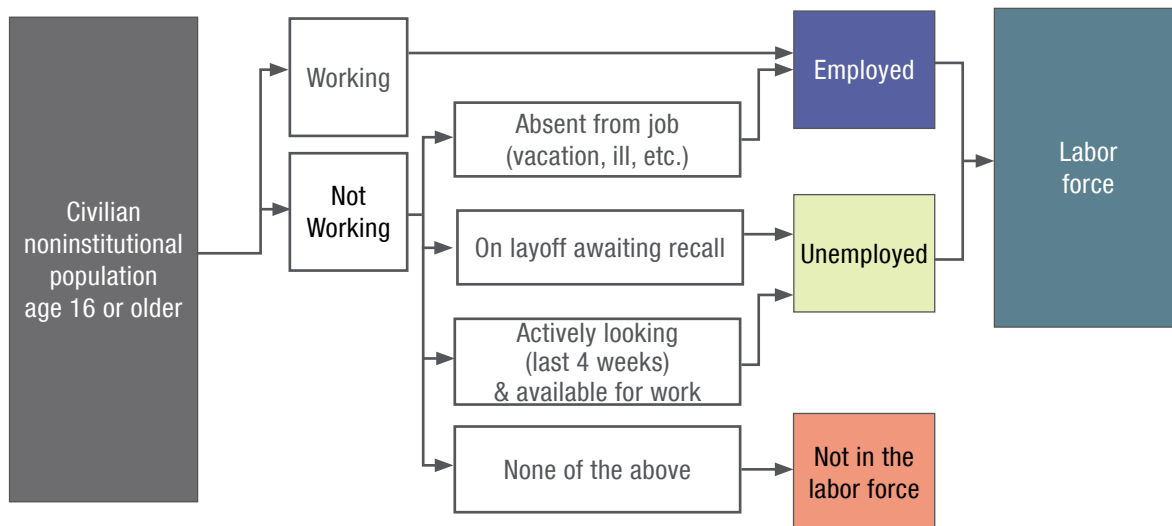 Civilian
noninstitutional
population
age 16 or older
Working
Not
Working
Absent from job
(vacation, ill, etc.)
On layoff awaiting recall
Actively looking
(last 4 weeks)
& available for work
None of the above
Employed
Unemployed
Not in the
labor force
Labor
force